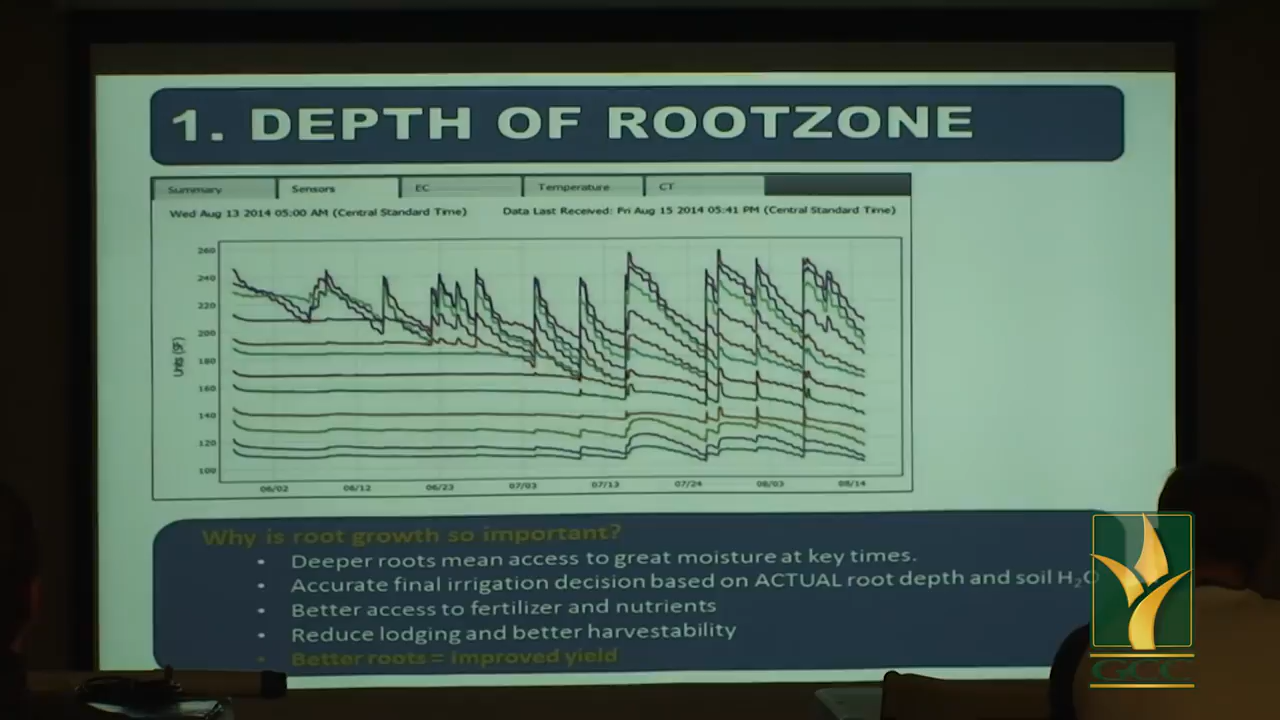 1. DEPTH OF ROOTZONE
Summary Sensors EC Temperature CT
Wed Aug 13 2014 05:00 AM (Central Standard Time) Data Last Received: Fri Aug 15 2014 05:41 PM (Central Standard Time)
260
240
220
200
180
160
140
120
100
Units (SF)
06/02 06/12 06/23 07/03 07/13 07/24 08/03 08/14
Why is root growth so important?
• Deeper roots mean access to great moisture at key times.
• Accurate final irrigation decision based on ACTUAL root depth and soil H₂O
• Better access to fertilizer and nutrients
• Reduce lodging and better harvestability
• Better roots = Improved yield
GCC